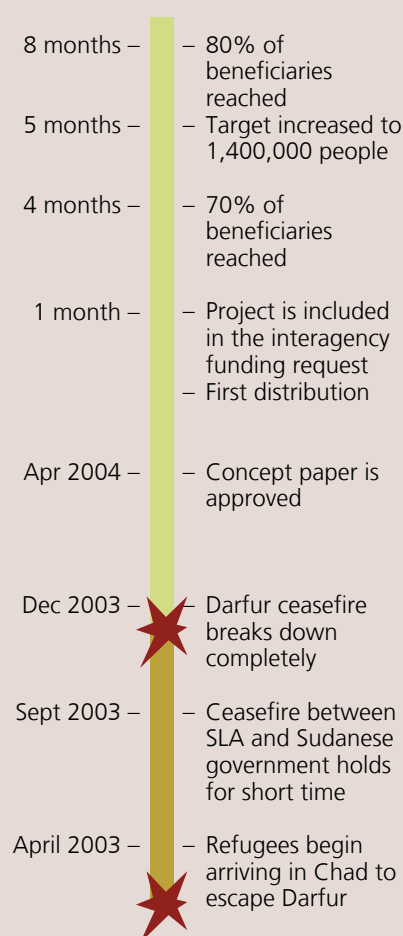 8 months – – 80% of
beneficiaries
reached
5 months – – Target increased to
1,400,000 people
4 months – – 70% of
beneficiaries
reached
1 month – – Project is included
in the interagency
funding request
– First distribution
Apr 2004 – – Concept paper is
approved
Dec 2003 – – Darfur ceasefire
breaks down
completely
Sept 2003 – – Ceasefire between
SLA and Sudanese
government holds
for short time
April 2003 – – Refugees begin
arriving in Chad to
escape Darfur